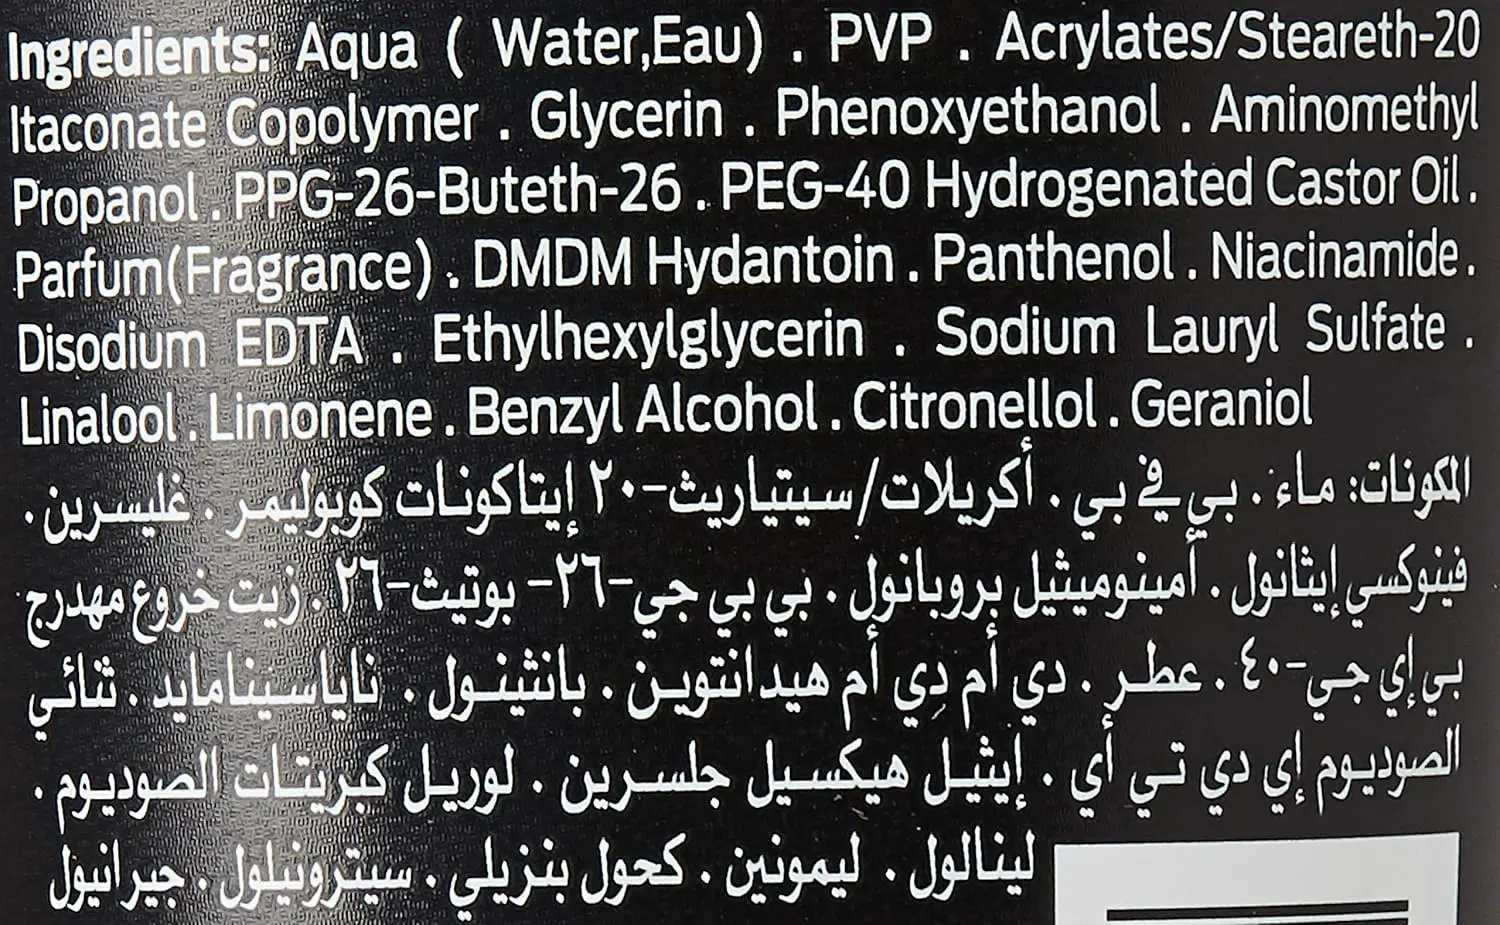 Ingredients: Aqua ( Water,Eau) . PVP . Acrylates/Steareth-20
Itaconate Copolymer . Glycerin . Phenoxyethanol . Aminomethyl
Propanol . PPG-26-Buteth-26 . PEG-40 Hydrogenated Castor Oil .
Parfum(Fragrance) . DMDM Hydantoin . Panthenol . Niacinamide .
Disodium EDTA . Ethylhexylglycerin . Sodium Lauryl Sulfate .
Linalool . Limonene . Benzyl Alcohol . Citronellol . Geraniol
المكونات: ماء . بي في بي . أكريلات/سيتياريث-٢٠ إيتاكونات كوبوليمر . غليسرين .
فينوكسي إيثانول . أمينوميثيل بروبانول . بي بي جي-٢٦- بوتيث-٢٦ . زيت خروع مهدرج
بي إي جي-٤٠ . عطر . دي أم دي أم هيدانتوين . بانثينول . ناياسينامايد . ثنائي
الصوديوم إي دي تي أي . إيثيل هيكسيل جلسرين . لوريل كبريتات الصوديوم .
لينالول . ليمونين . كحول بنزيلي . سيترونيلول . جيرانيول